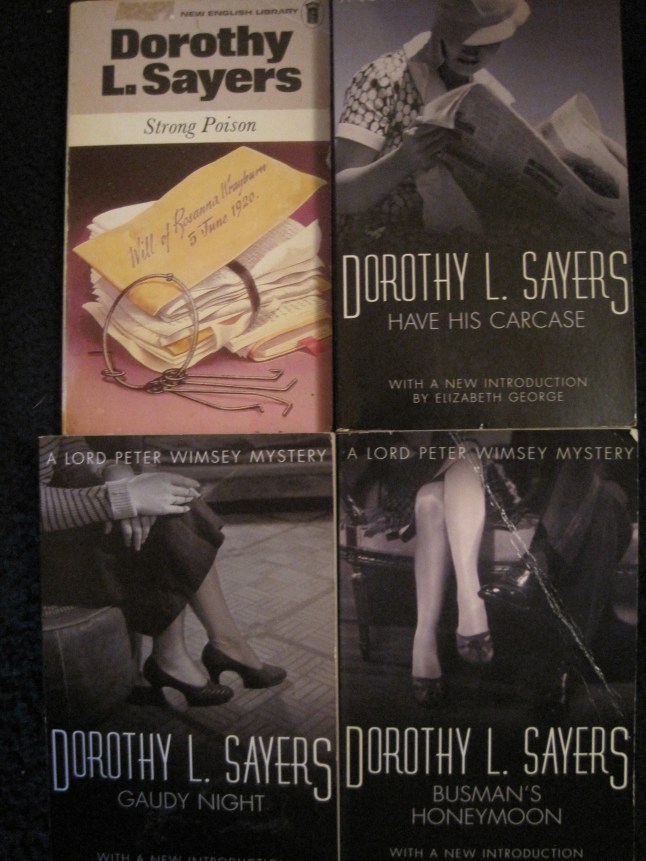 NEW ENGLISH LIBRARY
Dorothy
L. Sayers
Strong Poison
Will of Rosanna Wrayburn
5 June 1920.
DOROTHY L. SAYERS
HAVE HIS CARCASE
WITH A NEW INTRODUCTION
BY ELIZABETH GEORGE
A LORD PETER WIMSEY MYSTERY
DOROTHY L. SAYERS
GAUDY NIGHT
WITH A NEW
A LORD PETER WIMSEY MYSTERY
DOROTHY L. SAYERS
BUSMAN'S
HONEYMOON
WITH A NEW INTRODUCTION